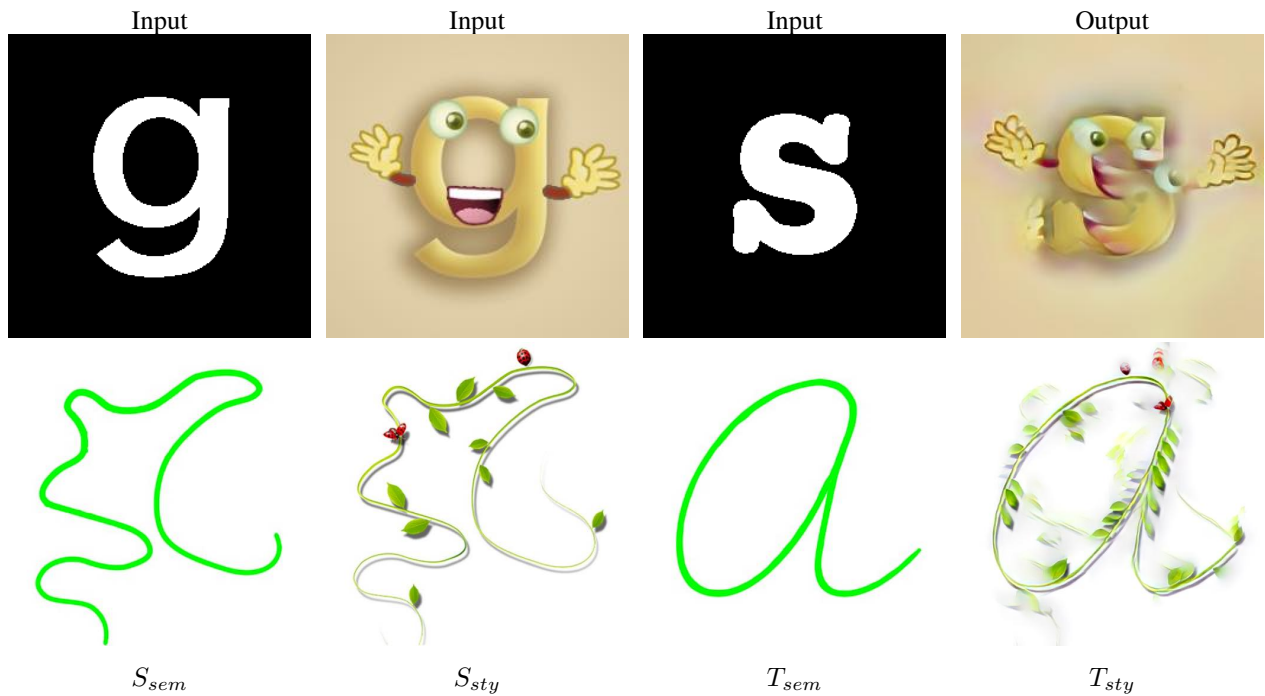 Input Input Input Output
g g s s
a a
S_sem S_sty T_sem T_sty